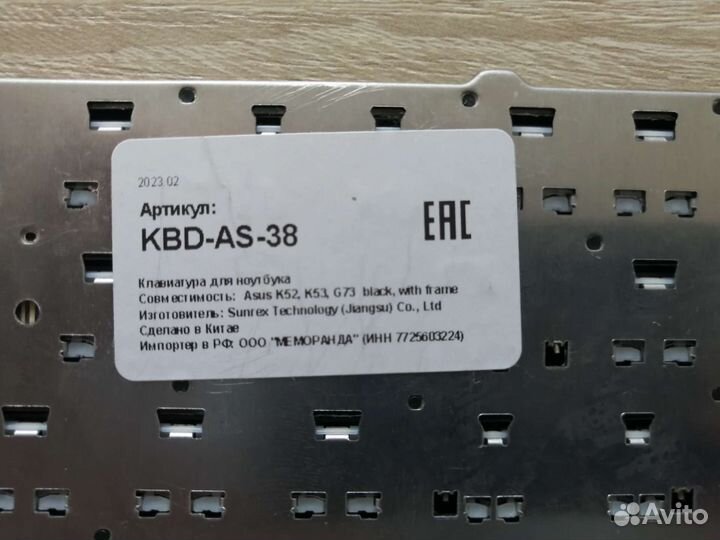 2023.02
Артикул:
KBD-AS-38
EAC
Клавиатура для ноутбука
Совместимость: Asus K52, K53, G73 black, with frame
Изготовитель: Sunrex Technology (Jiangsu) Co., Ltd
Сделано в Китае
Импортер в РФ: ООО "МЕМОРАНДА" (ИНН 7725603224)
Avito